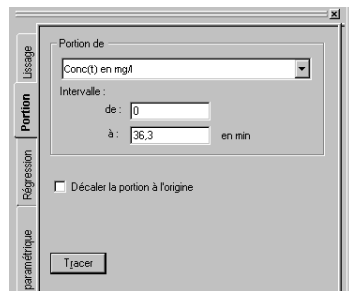 Lissage
Portion
Régression
paramétrique
Portion de
Conc(t) en mg/l
Intervalle :
de : 0
à : 36,3 en min
Décaler la portion à l'origine
Tracer